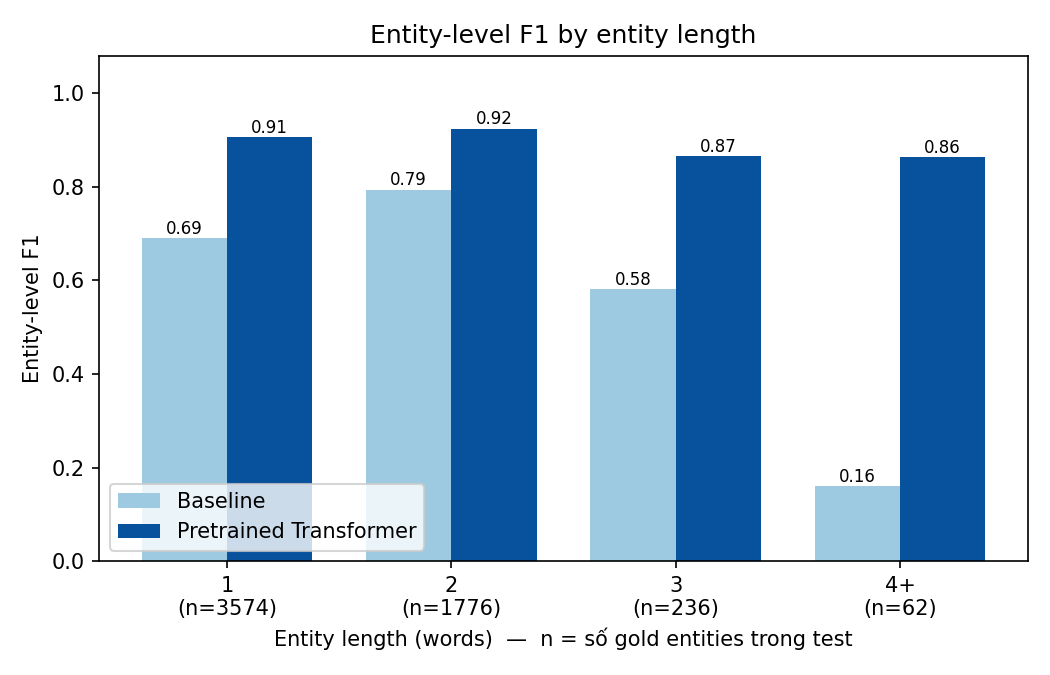 Entity-level F1 by entity length
Entity-level F1
1.0
0.8
0.6
0.4
0.2
0.0
0.69
0.91
0.79
0.92
0.58
0.87
0.16
0.86
Baseline
Pretrained Transformer
1
(n=3574)
2
(n=1776)
3
(n=236)
4+
(n=62)
Entity length (words) — n = số gold entities trong test